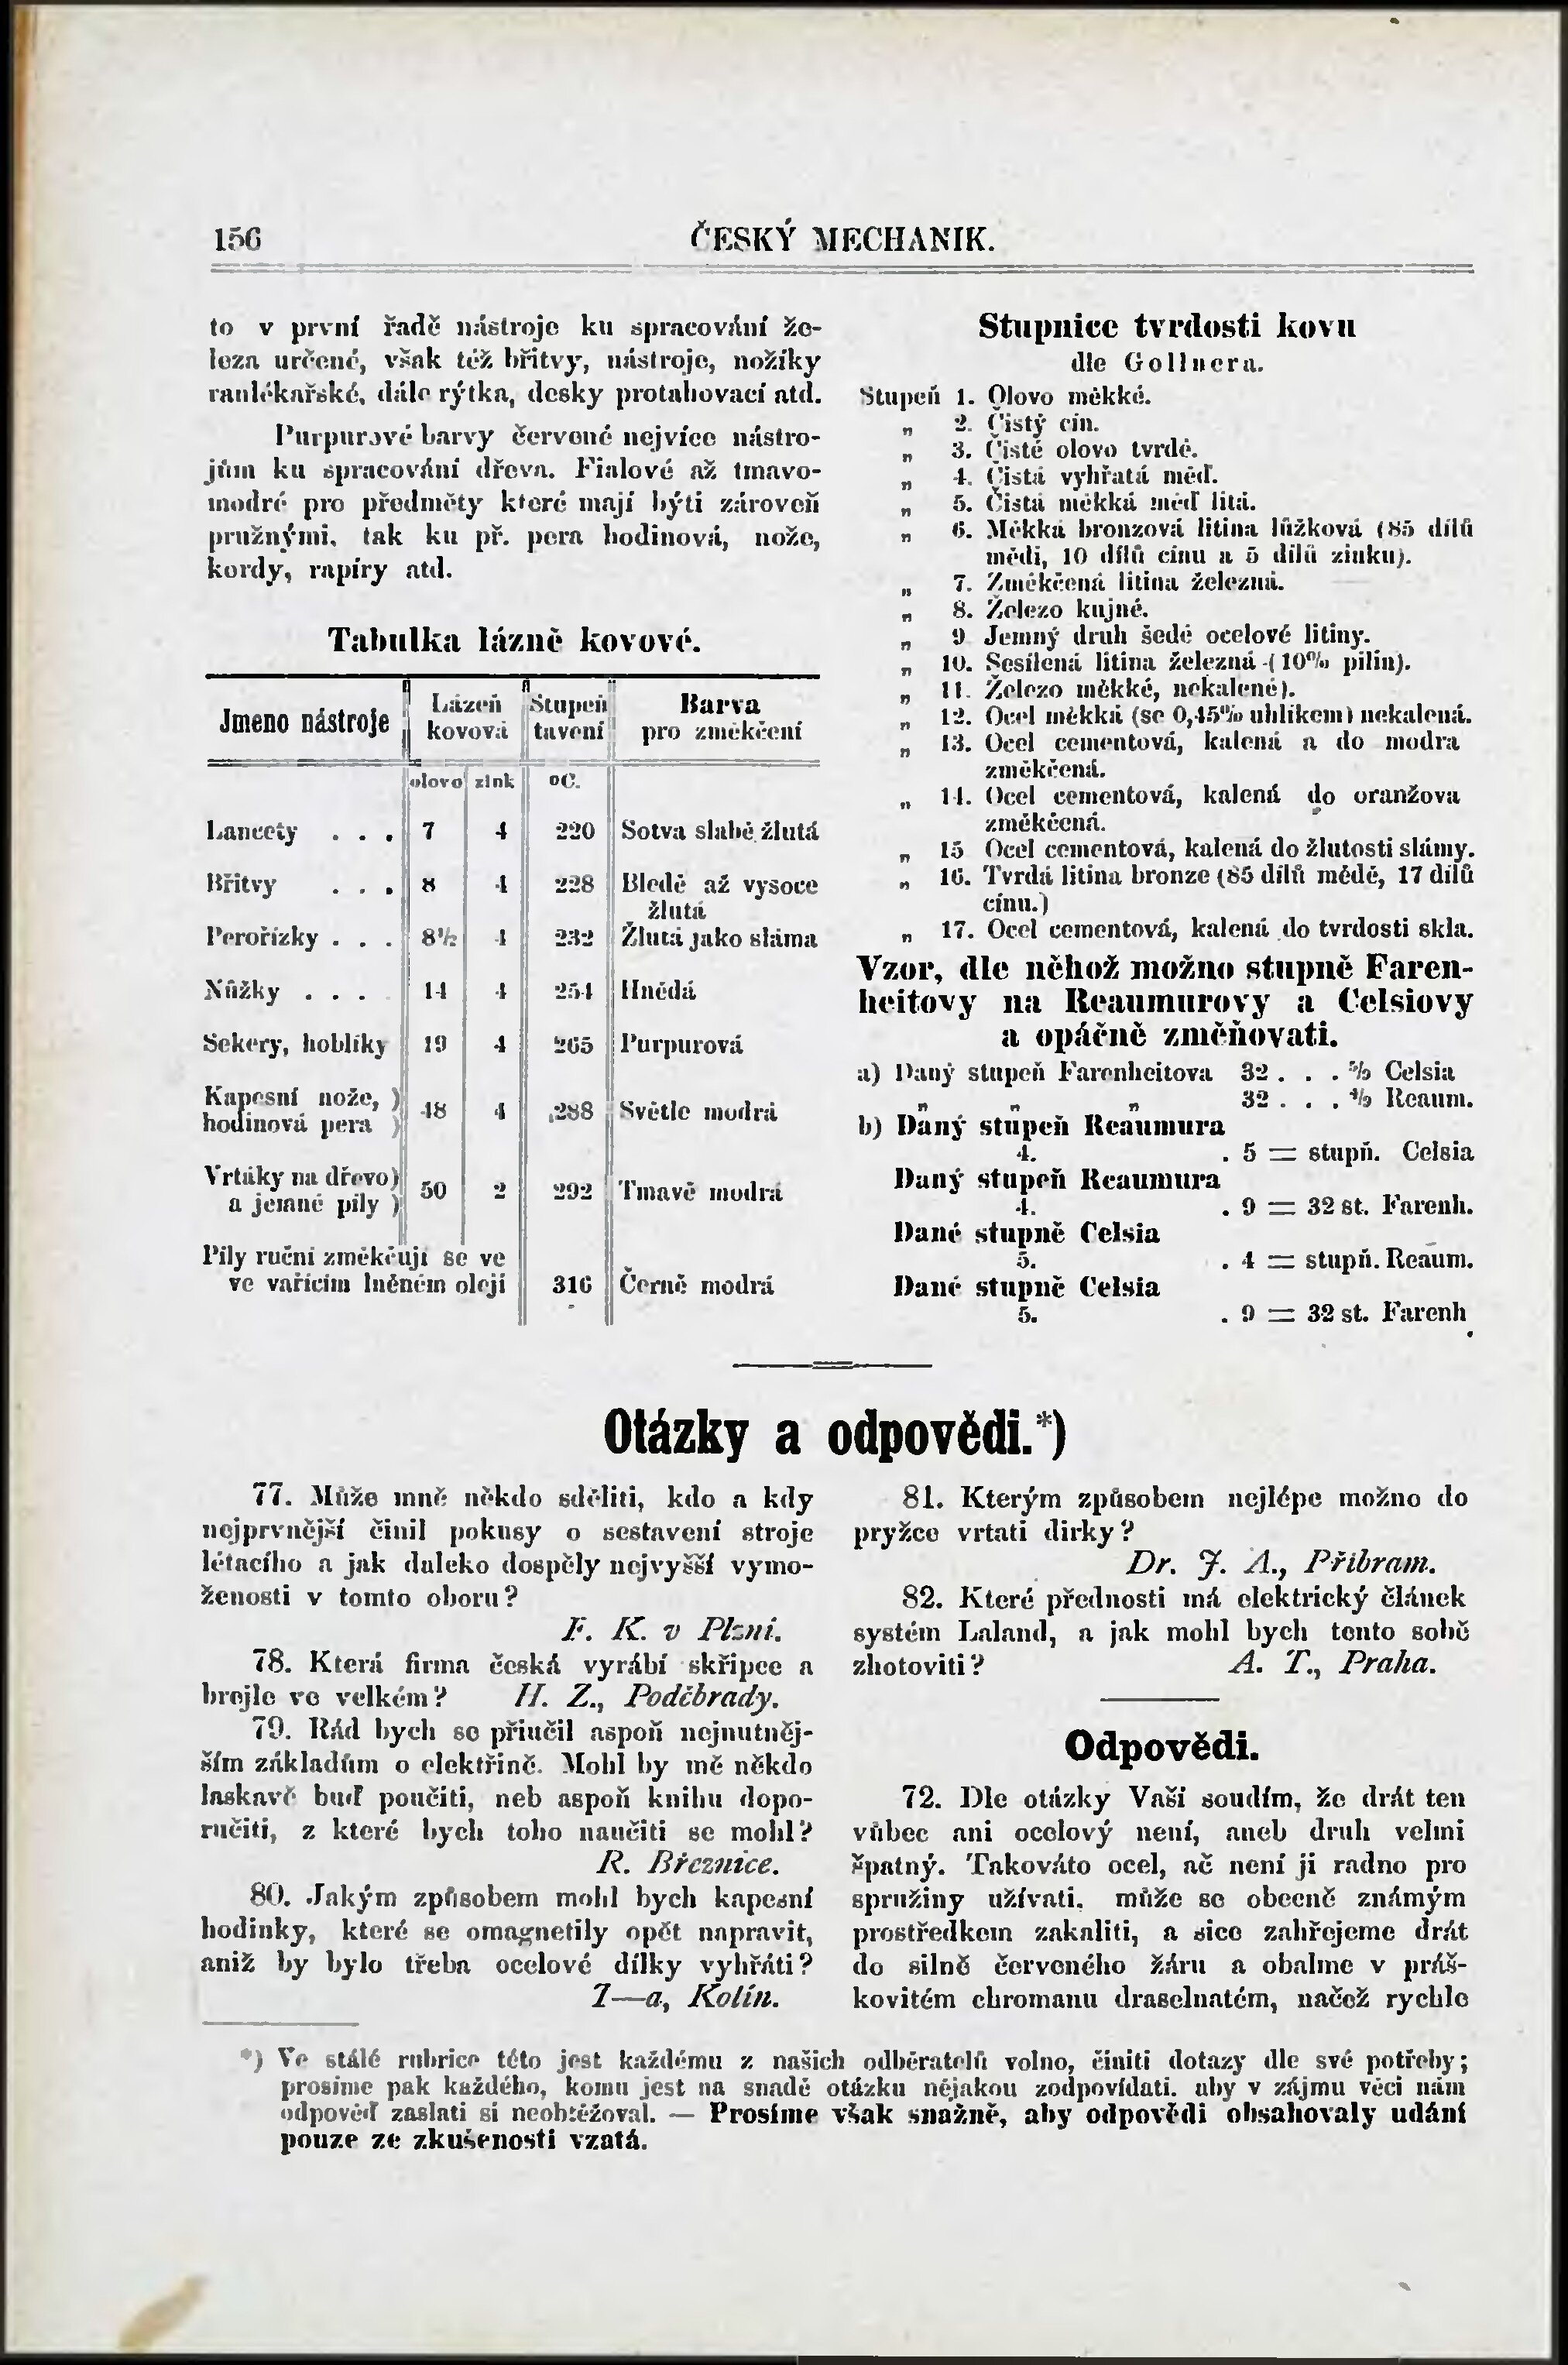 156
ČESKÝ MECHANIK.
to v první řadě nástroje ku spracování že-
leza určené, však též břitvy, nástroje, nožíky
ranlékařské, dále rýtka, desky protahovací atd.
Purpurové barvy červené nejvíce nástro-
jům ku spracování dřeva. Fialové až tmavo-
modré pro předměty které mají býti zároveň
pružnými, tak ku př. pera hodinová, nože,
kordy, rapíry atd.
Tabulka lázně kovové.
Jmeno nástroje Lázeň kovová Stupeň tavení Barva pro změkčení
olovo zink °C.
Lancety . . . 7 4 220 Sotva slabě žlutá
Břitvy . . . 8 4 228 Bledě až vysoce
žlutá
Perořízky . . . 8½ 4 232 Žlutá jako sláma
Nůžky . . . 14 4 254 Hnědá
Sekery, hoblíky 19 4 265 Purpurová
Kapesní nože, )
hodinová pera ) 48 4 288 Světle modrá
Vrtáky na dřevo)
a jemné pily ) 50 2 292 Tmavě modrá
Pily ruční změkčují se ve
ve vařícím lněném oleji 316 Černě modrá
Stupnice tvrdosti kovu
dle Gollnera.
Stupeň 1. Olovo měkké.
„ 2. Čistý cín.
„ 3. Čisté olovo tvrdé.
„ 4. Čistá vyhřatá měď.
„ 5. Čistá měkká měď litá.
„ 6. Měkká bronzová litina lůžková (85 dílů
mědi, 10 dílů cínu a 5 dílů zinku).
„ 7. Změkčená litina železná.
„ 8. Železo kujné.
„ 9 Jemný druh šedé ocelové litiny.
„ 10. Sesílená litina železná (10% pilin).
„ 11. Železo měkké, nekalené).
„ 12. Ocel měkká (se 0,45% uhlíkem) nekalená.
„ 13. Ocel cementová, kalená a do modra
změkčená.
„ 14. Ocel cementová, kalená do oranžova
změkčená.
„ 15 Ocel cementová, kalená do žlutosti slámy.
„ 16. Tvrdá litina bronze (85 dílů mědě, 17 dílů
cínu.)
„ 17. Ocel cementová, kalená do tvrdosti skla.
Vzor, dle něhož možno stupně Faren-
heitovy na Reaumurovy a Celsiovy
a opáčně změňovati.
a) Daný stupeň Farenheitova 32 . . . ⁵/₉ Celsia
„ „ „ 32 . . . ⁴/₉ Reaum.
b) Daný stupeň Reaumura
4. . 5 = stupň. Celsia
Daný stupeň Reaumura
4. . 9 = 32 st. Farenh.
Dané stupně Celsia
5. . 4 = stupň. Reaum.
Dané stupně Celsia
5. . 9 = 32 st. Farenh
Otázky a odpovědi.*)
77. Může mně někdo sděliti, kdo a kdy
nejprvnější činil pokusy o sestavení stroje
létacího a jak daleko dospěly nejvyšší vymo-
ženosti v tomto oboru?
F. K. v Plzni.
78. Která firma česká vyrábí skřipce a
brejle ve velkém? H. Z., Poděbrady.
79. Rád bych se přiučil aspoň nejnutněj-
ším základům o elektřině. Mohl by mě někdo
laskavě buď poučiti, neb aspoň knihu dopo-
ručiti, z které bych toho naučiti se mohl?
R. Březnice.
80. Jakým způsobem mohl bych kapesní
hodinky, které se omagnetily opět napravit,
aniž by bylo třeba ocelové dílky vyhřáti?
7—a, Kolín.
81. Kterým způsobem nejlépe možno do
pryžce vrtati dirky?
Dr. J. A., Přibram.
82. Které přednosti má elektrický článek
systém Laland, a jak mohl bych tento sobě
zhotoviti? A. T., Praha.
Odpovědi.
72. Dle otázky Vaši soudím, že drát ten
vůbec ani ocelový není, aneb druh velmi
špatný. Takováto ocel, ač není ji radno pro
spružiny užívati, může se obecně známým
prostředkem zakaliti, a sice zahřejeme drát
do silně červeného žáru a obalme v práš-
kovitém chromanu draselnatém, načež rychle
*) Ve stálé rubrice této jest každému z našich odběratelů volno, činiti dotazy dle své potřeby;
prosíme pak každého, komu jest na snadě otázku nějakou zodpovídati, aby v zájmu věci nám
odpověď zaslati si neobtěžoval. — Prosíme však snažně, aby odpovědi obsahovaly udání
pouze ze zkušenosti vzatá.